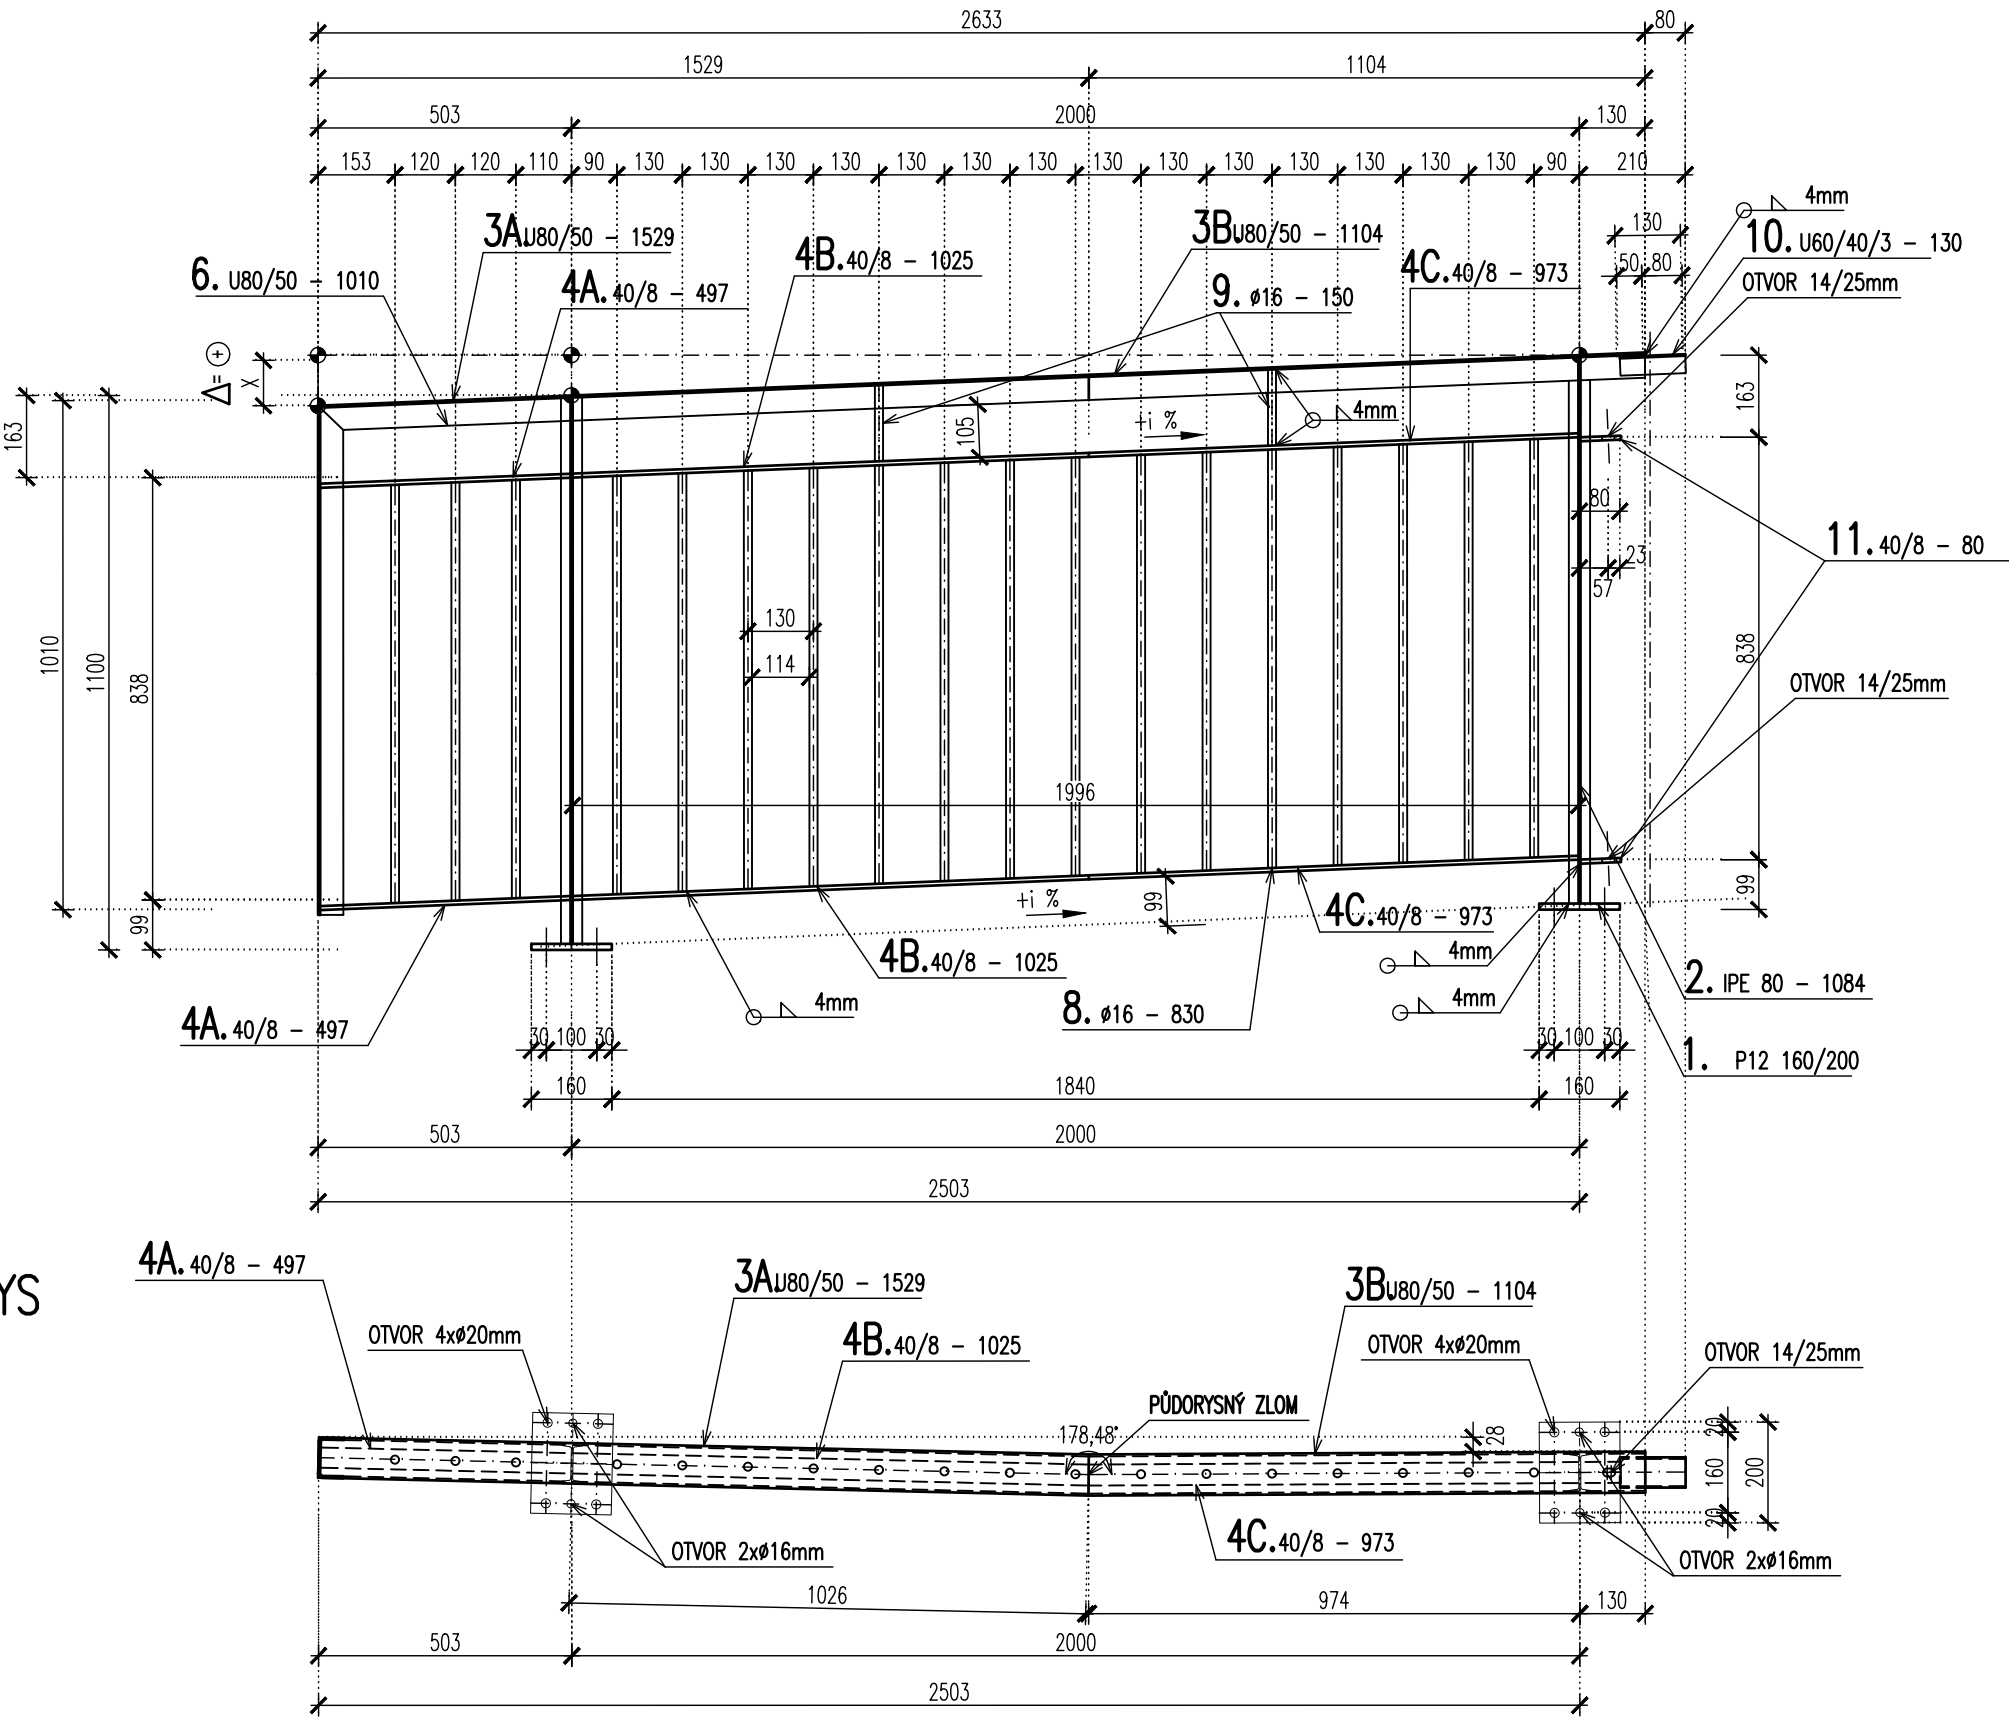 2633 80
1529 1104
503 2000 130
153 120 120 110 90 130 130 130 130 130 130 130 130 130 130 130 130 130 130 90 210
4mm
130
3A. U80/50 - 1529
3B. U80/50 - 1104
10. U60/40/3 - 130
4B. 40/8 - 1025
4C. 40/8 - 973
50 80
6. U80/50 - 1010
4A. 40/8 - 497
9. ø16 - 150
OTVOR 14/25mm
Δ= +
X
163
105
+i %
4mm
163
80
11. 40/8 - 80
23
57
130
114
1010
1100
838
838
OTVOR 14/25mm
1996
99
+i %
99
99
4C. 40/8 - 973
4B. 40/8 - 1025
4mm
2. IPE 80 - 1084
4A. 40/8 - 497
4mm
8. ø16 - 830
4mm
30 100 30
30 100 30
1. P12 160/200
160 1840 160
503 2000
2503
YS
4A. 40/8 - 497
3A. U80/50 - 1529
3B. U80/50 - 1104
OTVOR 4xø20mm
4B. 40/8 - 1025
OTVOR 4xø20mm
OTVOR 14/25mm
PŮDORYSNÝ ZLOM
178,48°
28
20
160
20
200
OTVOR 2xø16mm
4C. 40/8 - 973
OTVOR 2xø16mm
1026 974 130
503 2000
2503